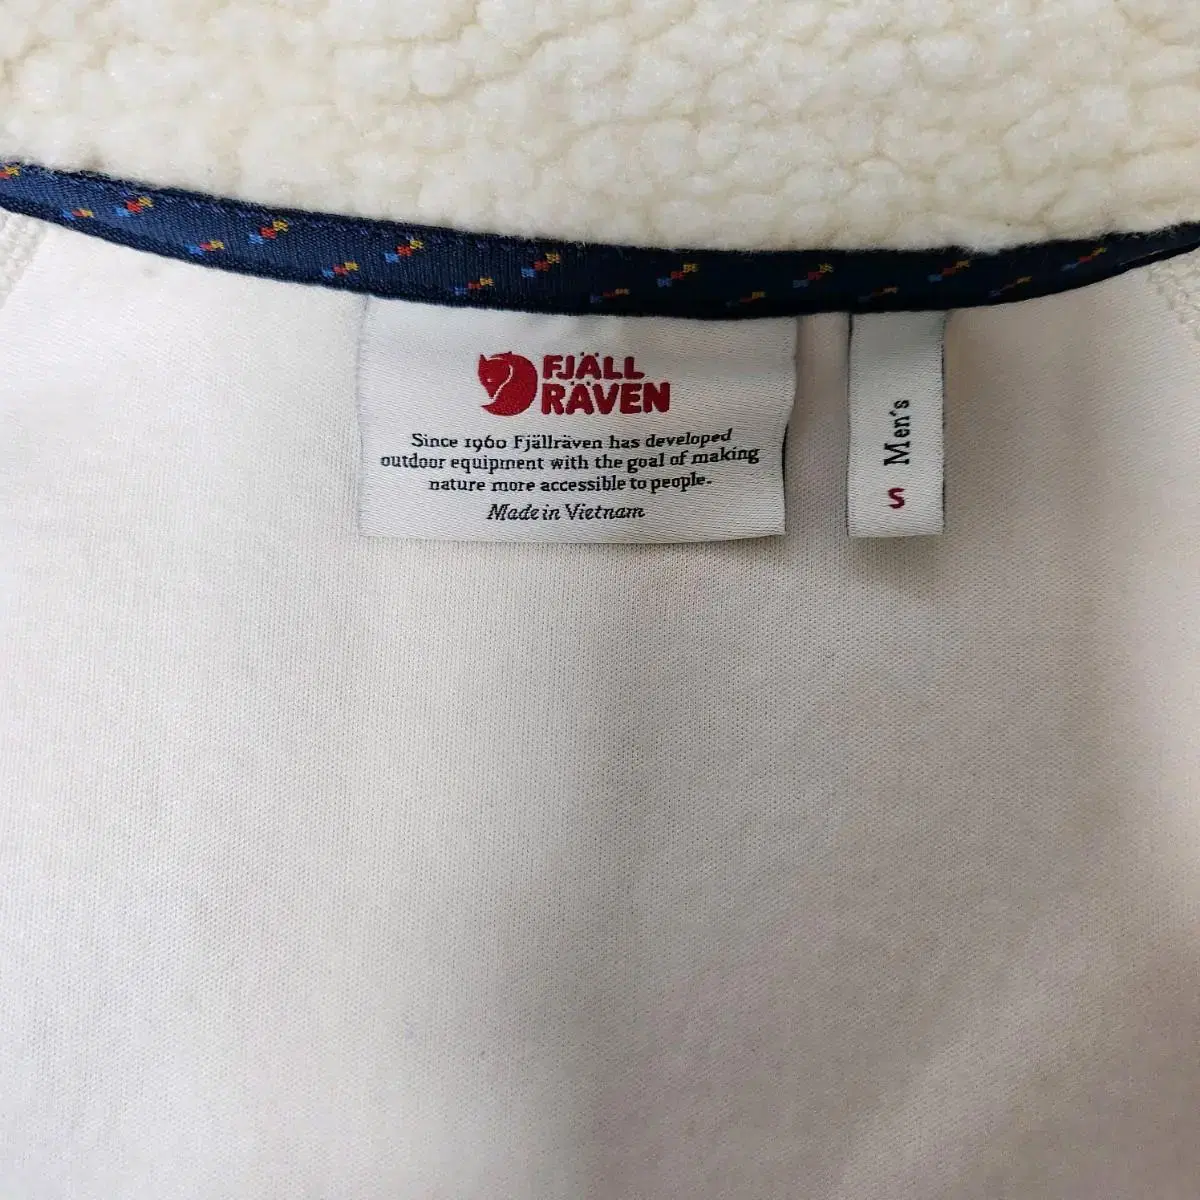 FJÄLL
RÄVEN
Since 1960 Fjällräven has developed
outdoor equipment with the goal of making
nature more accessible to people.
Made in Vietnam
Men's
S